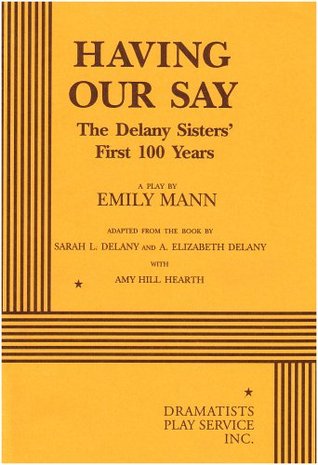 HAVING
OUR SAY
The Delany Sisters'
First 100 Years
A PLAY BY
EMILY MANN
ADAPTED FROM THE BOOK BY
SARAH L. DELANY AND A. ELIZABETH DELANY
WITH
AMY HILL HEARTH
DRAMATISTS
PLAY SERVICE
INC.